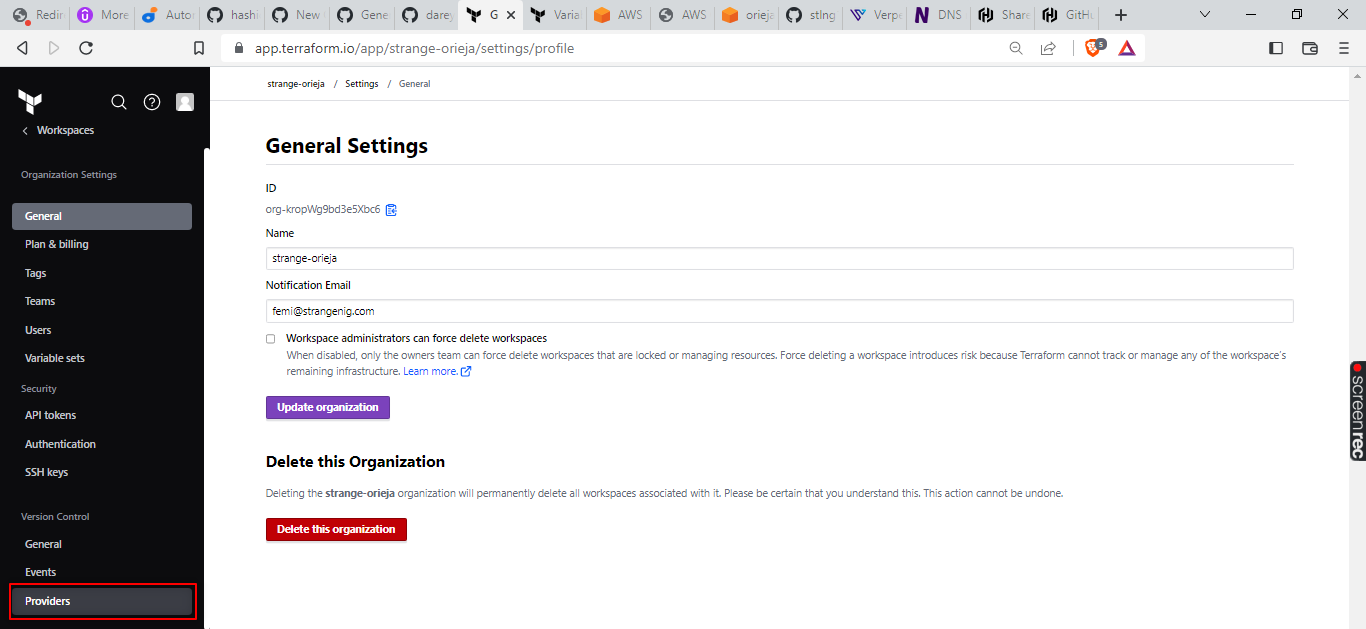 Redir
More
Auto
hashi
New
Gene
darey
G
Varia
AWS
AWS
orieja
stIng
Verpe
DNS
Share
GitHu
app.terraform.io/app/strange-orieja/settings/profile
5
strange-orieja / Settings / General
Workspaces
Organization Settings
General
Plan & billing
Tags
Teams
Users
Variable sets
Security
API tokens
Authentication
SSH keys
Version Control
General
Events
Providers
General Settings
ID
org-kropWg9bd3e5Xbc6
Name
strange-orieja
Notification Email
femi@strangenig.com
Workspace administrators can force delete workspaces
When disabled, only the owners team can force delete workspaces that are locked or managing resources. Force deleting a workspace introduces risk because Terraform cannot track or manage any of the workspace's
remaining infrastructure. Learn more.
Update organization
Delete this Organization
Deleting the strange-orieja organization will permanently delete all workspaces associated with it. Please be certain that you understand this. This action cannot be undone.
Delete this organization
screenrec